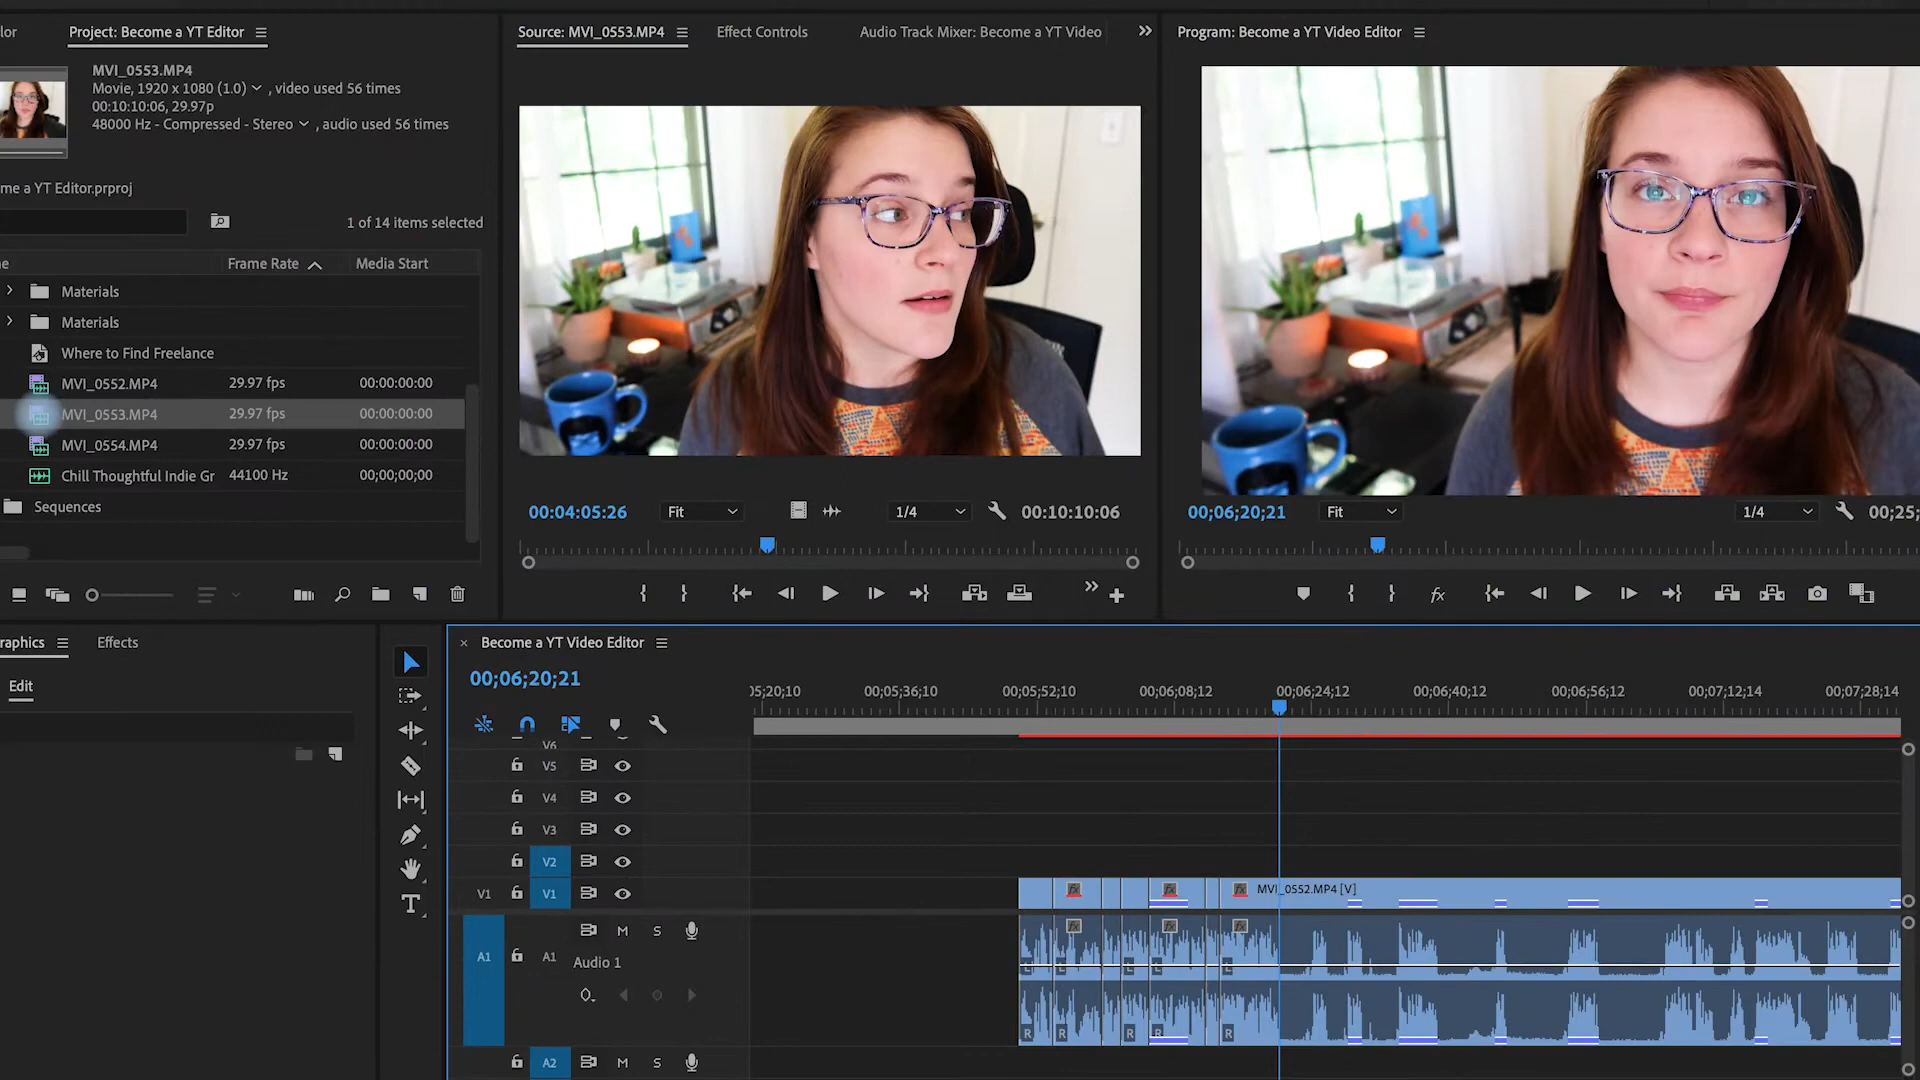 lor
Project: Become a YT Editor
Source: MVI_0553.MP4
Effect Controls
Audio Track Mixer: Become a YT Video
Program: Become a YT Video Editor
MVI_0553.MP4
Movie, 1920 x 1080 (1.0) , video used 56 times
00:10:10:06, 29.97p
48000 Hz - Compressed - Stereo , audio used 56 times
me a YT Editor.prproj
1 of 14 items selected
e
Frame Rate
Media Start
Materials
Materials
Where to Find Freelance
MVI_0552.MP4 29.97 fps 00:00:00:00
MVI_0553.MP4 29.97 fps 00:00:00:00
MVI_0554.MP4 29.97 fps 00:00:00:00
Chill Thoughtful Indie Gr 44100 Hz 00;00;00;00
Sequences
00:04:05:26
Fit
1/4
00:10:10:06
00;06;20;21
Fit
1/4
00;25;
fx
raphics
Effects
Edit
Become a YT Video Editor
00;06;20;21
05;20;10
00;05;36;10
00;05;52;10
00;06;08;12
00;06;24;12
00;06;40;12
00;06;56;12
00;07;12;14
00;07;28;14
V6
V5
V4
V3
V2
V1 V1
fx fx fx MVI_0552.MP4 [V]
M S
fx fx fx
A1 A1
Audio 1
L L L L L
R R R R R
A2 M S